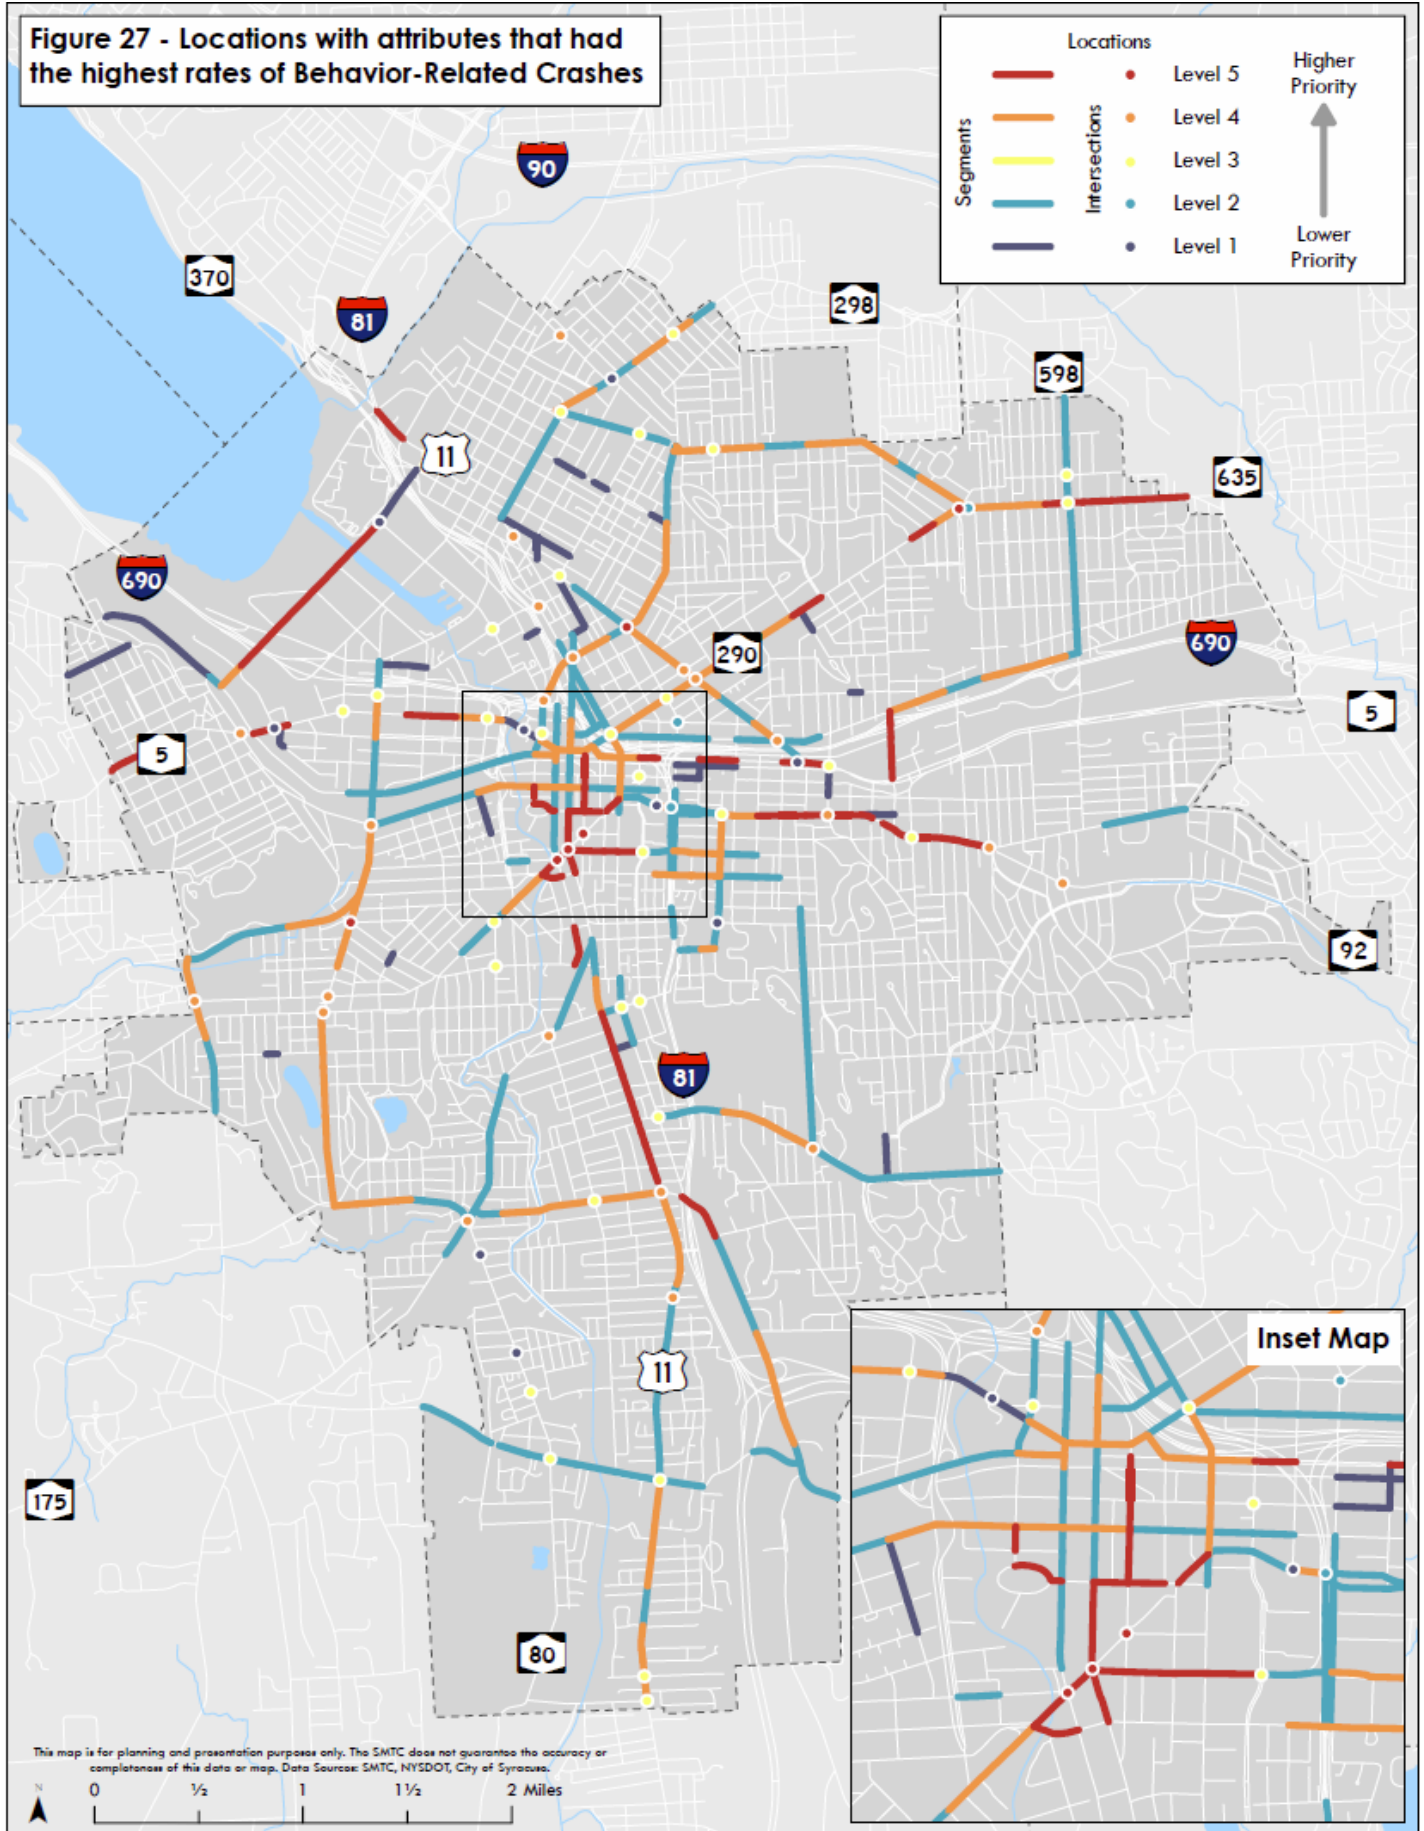 Figure 27 - Locations with attributes that had
the highest rates of Behavior-Related Crashes
Locations
Segments
Intersections
Level 5
Level 4
Level 3
Level 2
Level 1
Higher
Priority
Lower
Priority
90
370
81
298
598
11
635
690
290
690
5
5
92
81
11
175
80
Inset Map
This map is for planning and presentation purposes only. The SMTC does not guarantee the accuracy or
completeness of this data or map. Data Sources: SMTC, NYSDOT, City of Syracuse.
N
0 ½ 1 1½ 2 Miles